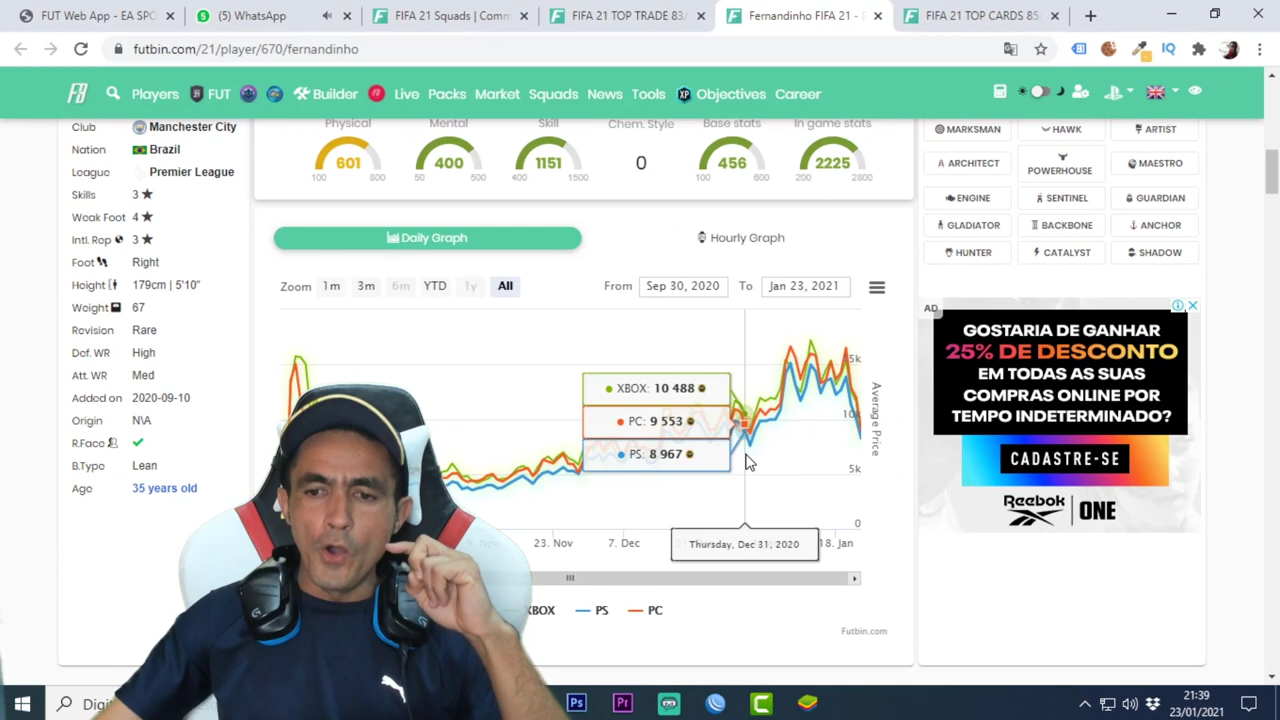 FUT Web App - EA SPO
(5) WhatsApp
FIFA 21 Squads | Comm
FIFA 21 TOP TRADE 83/
Fernandinho FIFA 21 -
FIFA 21 TOP CARDS 85/
futbin.com/21/player/670/fernandinho
IQ
Players
FUT
Builder
Live
Packs
Market
Squads
News
Tools
XP
Objectives
Career
Club
Manchester City
Nation
Brazil
League
Premier League
Skills
3 ★
Weak Foot
4 ★
Intl. Rep
3 ★
Foot
Right
Height
179cm | 5'10"
Weight
67
Revision
Rare
Def. WR
High
Att. WR
Med
Added on
2020-09-10
Origin
N\A
R.Face
B.Type
Lean
Age
35 years old
Physical
601
100 800
Mental
400
50 500
Skill
1151
400 1500
Chem. Style
0
Base stats
456
100 600
In game stats
2225
200 2800
Daily Graph
Hourly Graph
Zoom
1m
3m
6m
YTD
1y
All
From
Sep 30, 2020
To
Jan 23, 2021
XBOX: 10 488
PC: 9 553
PS: 8 967
5k
0
Average Price
23. Nov
7. Dec
18. Jan
Thursday, Dec 31, 2020
XBOX
PS
PC
Futbin.com
MARKSMAN
HAWK
ARTIST
ARCHITECT
POWERHOUSE
MAESTRO
ENGINE
SENTINEL
GUARDIAN
GLADIATOR
BACKBONE
ANCHOR
HUNTER
CATALYST
SHADOW
AD
GOSTARIA DE GANHAR
25% DE DESCONTO
EM TODAS AS SUAS
COMPRAS ONLINE POR
TEMPO INDETERMINADO?
CADASTRE-SE
Reebok
ONE
Ps
Pr
21:39
23/01/2021